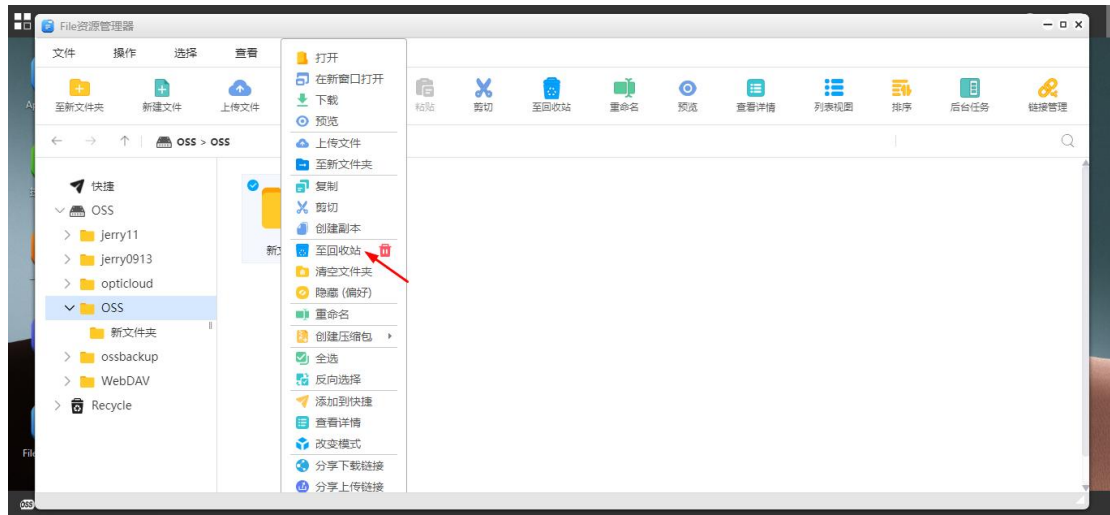 File资源管理器
文件 操作 选择 查看
至新文件夹 新建文件 上传文件 粘贴 剪切 至回收站 重命名 预览 查看详情 列表视图 排序 后台任务 链接管理
OSS > OSS
快捷
OSS
Jerry11
jerry0913
opticloud
OSS
新文件夹
ossbackup
WebDAV
Recycle
打开
在新窗口打开
下载
预览
上传文件
至新文件夹
复制
剪切
创建副本
至回收站
清空文件夹
隐藏 (偏好)
重命名
创建压缩包
全选
反向选择
添加到快捷
查看详情
改变模式
分享下载链接
分享上传链接
新
File
OSS